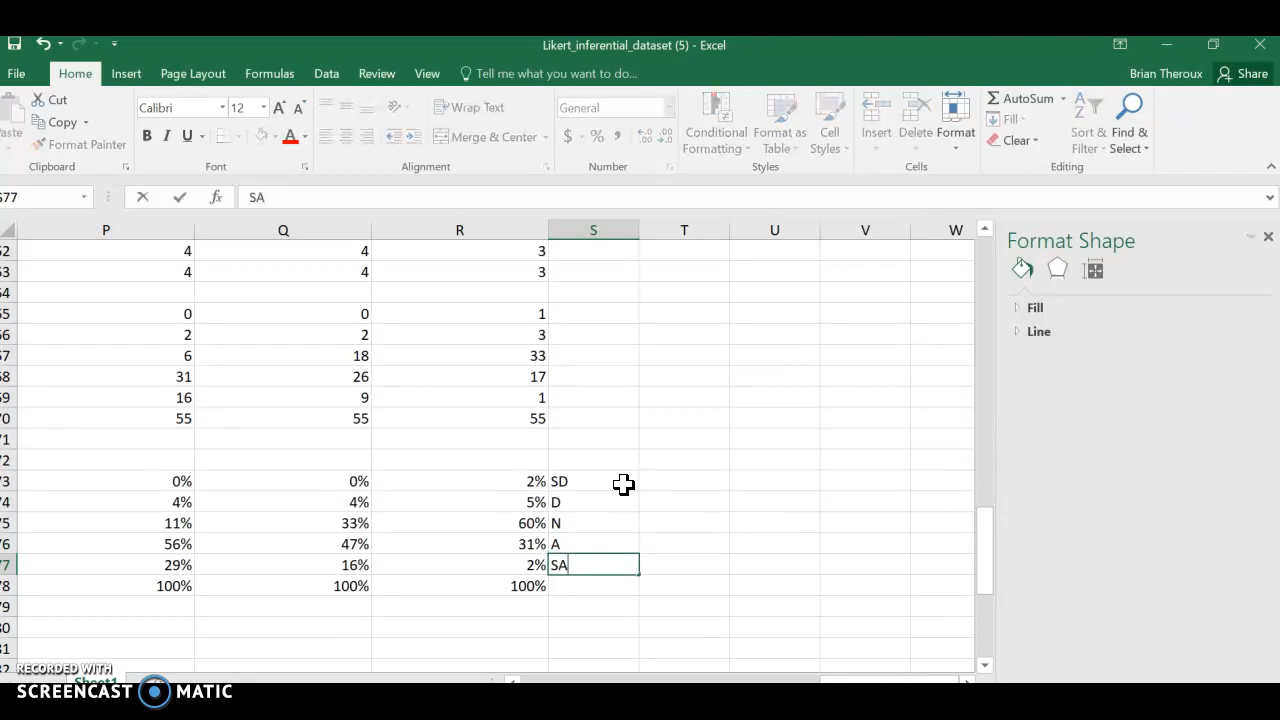 Likert_inferential_dataset (5) - Excel
File Home Insert Page Layout Formulas Data Review View Tell me what you want to do... Brian Theroux Share
Cut
Copy
Format Painter
Clipboard
Calibri 12
B I U
Font
Wrap Text
Merge & Center
Alignment
General
$ % ,
Number
Conditional Formatting
Format as Table
Cell Styles
Styles
Insert Delete Format
Cells
AutoSum
Fill
Clear
Sort & Filter
Find & Select
Editing
S77 fx SA
P Q R S T U V W
4 4 3
4 4 3
0 0 1
2 2 3
6 18 33
31 26 17
16 9 1
55 55 55
0% 0% 2% SD
4% 4% 5% D
11% 33% 60% N
56% 47% 31% A
29% 16% 2% SA
100% 100% 100%
Format Shape
Fill
Line
Sheet1
RECORDED WITH
SCREENCAST MATIC